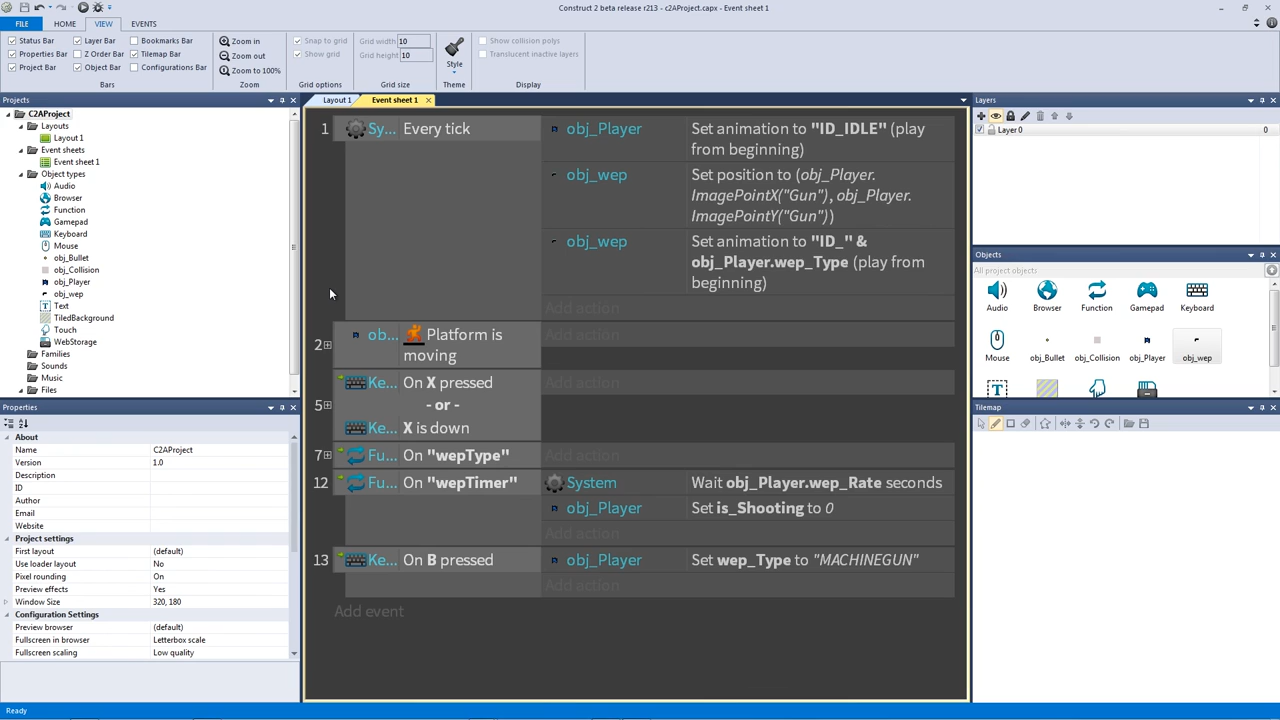 Construct 2 beta release r213 - c2AProject.capx - Event sheet 1
FILE HOME VIEW EVENTS
Status Bar Layer Bar Bookmarks Bar
Properties Bar Z Order Bar Tilemap Bar
Project Bar Object Bar Configurations Bar
Bars
Zoom in
Zoom out
Zoom to 100%
Zoom
Snap to grid
Show grid
Grid options
Grid width 10
Grid height 10
Grid size
Style
Theme
Show collision polys
Translucent inactive layers
Display
Projects
C2AProject
Layouts
Layout 1
Event sheets
Event sheet 1
Object types
Audio
Browser
Function
Gamepad
Keyboard
Mouse
obj_Bullet
obj_Collision
obj_Player
obj_wep
Text
TiledBackground
Touch
WebStorage
Families
Sounds
Music
Files
Properties
About
Name C2AProject
Version 1.0
Description
ID
Author
Email
Website
Project settings
First layout (default)
Use loader layout No
Pixel rounding On
Preview effects Yes
Window Size 320, 180
Configuration Settings
Preview browser (default)
Fullscreen in browser Letterbox scale
Fullscreen scaling Low quality
Layout 1 Event sheet 1
1 Sy... Every tick obj_Player Set animation to "ID_IDLE" (play
from beginning)
obj_wep Set position to (obj_Player.
ImagePointX("Gun"), obj_Player.
ImagePointY("Gun"))
obj_wep Set animation to "ID_" &
obj_Player.wep_Type (play from
beginning)
Add action
2 ob... Platform is Add action
moving
Ke... On X pressed Add action
5 - or -
Ke... X is down
7 Fu... On "wepType" Add action
12 Fu... On "wepTimer" System Wait obj_Player.wep_Rate seconds
obj_Player Set is_Shooting to 0
Add action
13 Ke... On B pressed obj_Player Set wep_Type to "MACHINEGUN"
Add action
Add event
Layers
Layer 0 0
Objects
All project objects
Audio Browser Function Gamepad Keyboard
Mouse obj_Bullet obj_Collision obj_Player obj_wep
T
Tilemap
Ready